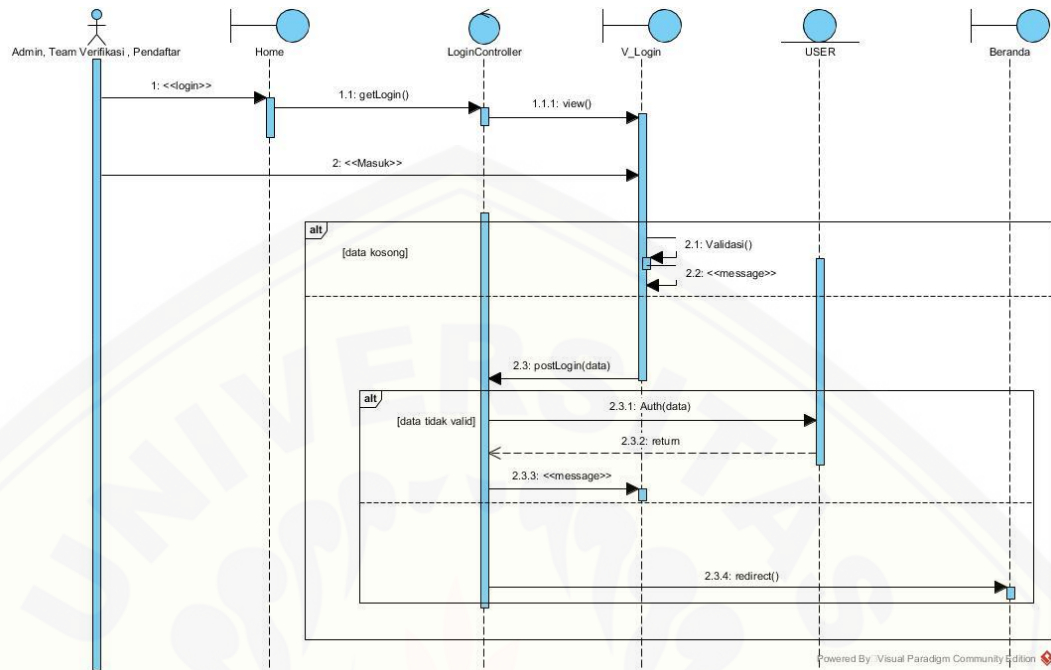 Admin, Team Verifikasi , Pendaftar
Home
LoginController
V_Login
USER
Beranda
1: <<login>>
1.1: getLogin()
1.1.1: view()
2: <<Masuk>>
alt
[data kosong]
2.1: Validasi()
2.2: <<message>>
2.3: postLogin(data)
alt
[data tidak valid]
2.3.1: Auth(data)
2.3.2: return
2.3.3: <<message>>
2.3.4: redirect()
UNIVERSITAS
Powered By Visual Paradigm Community Edition